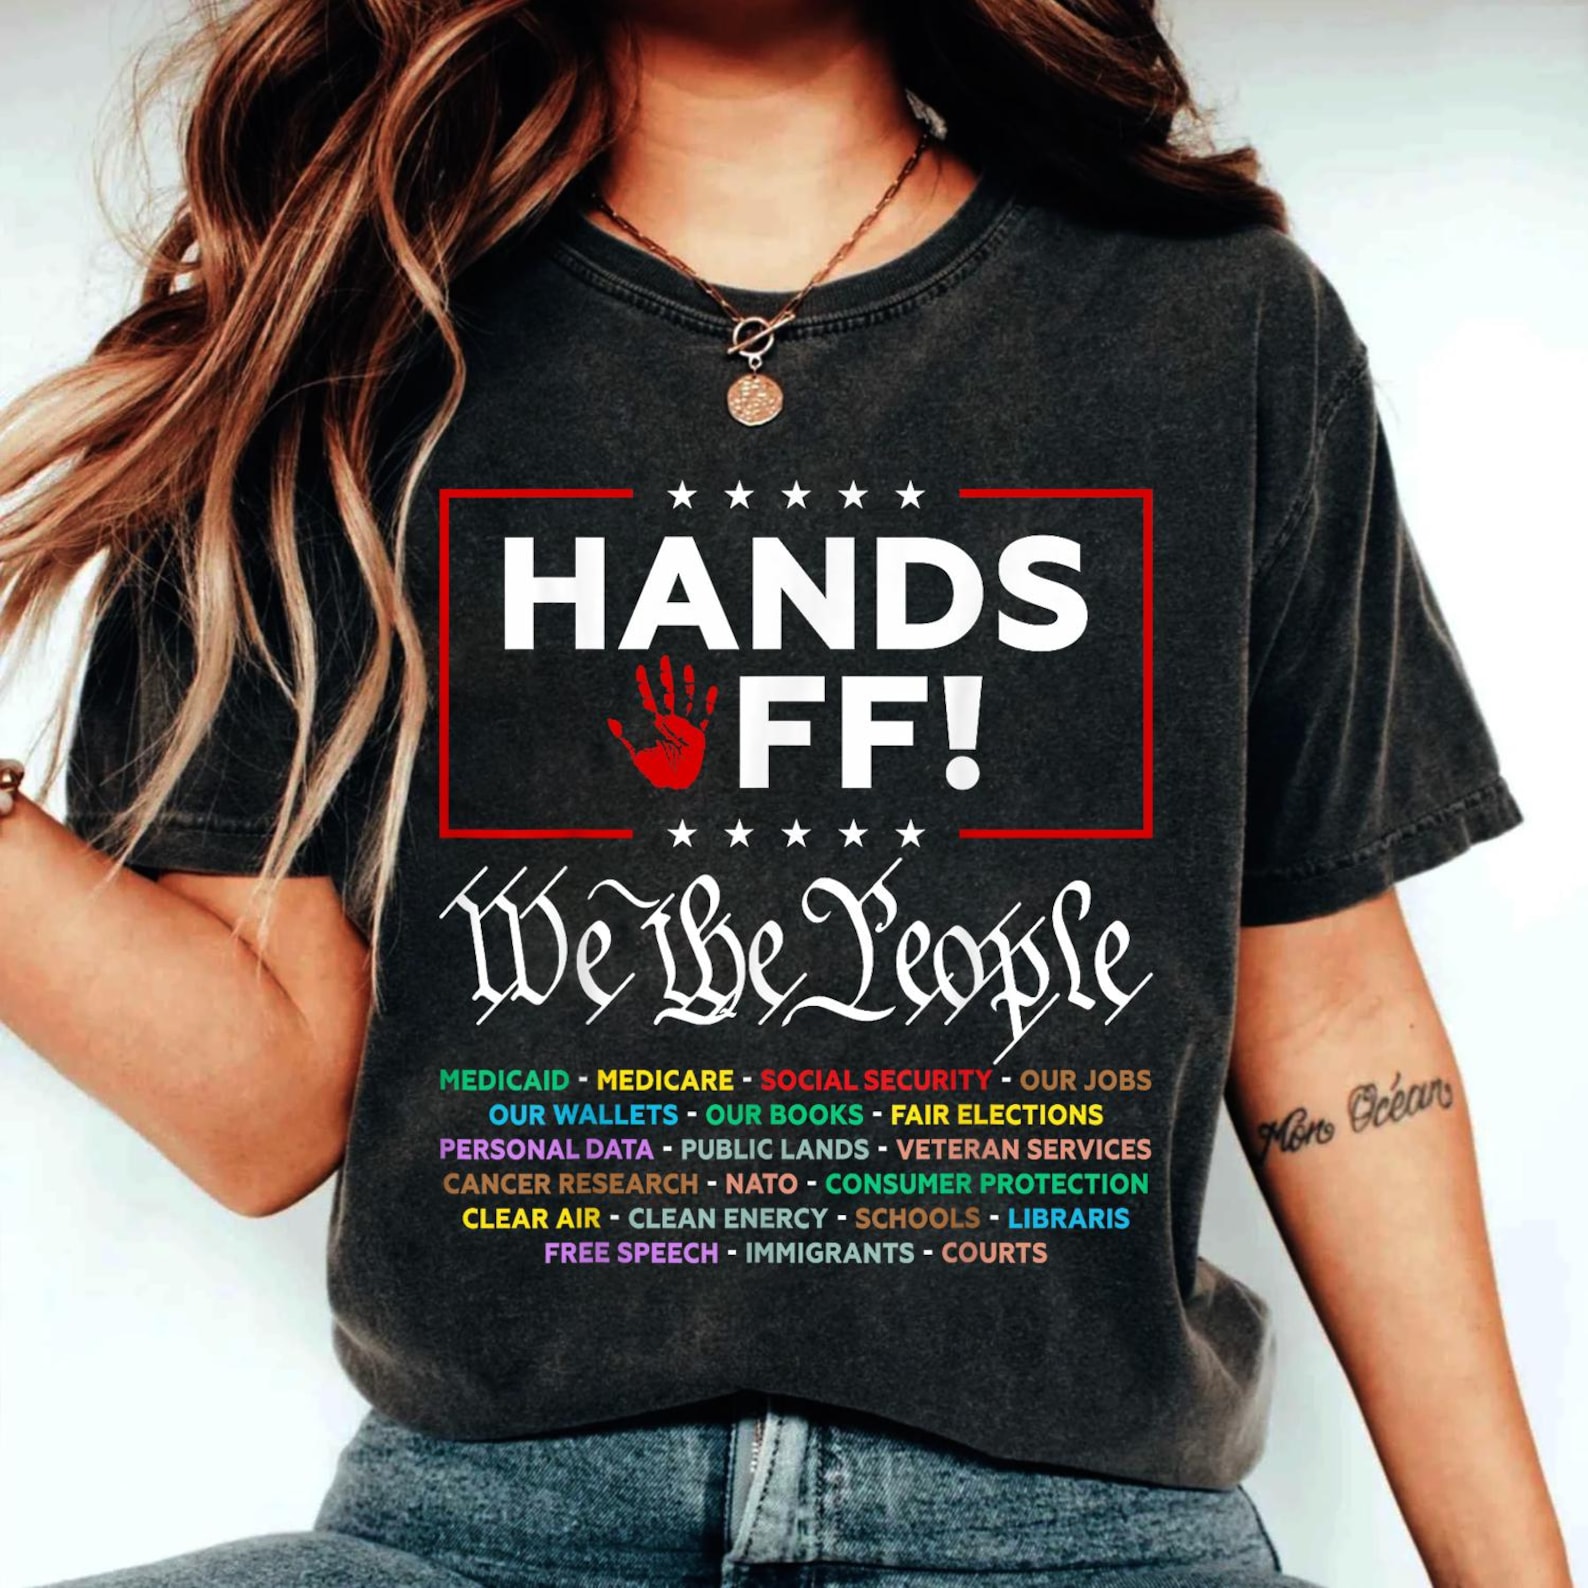 HANDS
FF!
We the People
MEDICAID - MEDICARE - SOCIAL SECURITY - OUR JOBS
OUR WALLETS - OUR BOOKS - FAIR ELECTIONS
PERSONAL DATA - PUBLIC LANDS - VETERAN SERVICES
CANCER RESEARCH - NATO - CONSUMER PROTECTION
CLEAR AIR - CLEAN ENERCY - SCHOOLS - LIBRARIS
FREE SPEECH - IMMIGRANTS - COURTS
Mon Océan